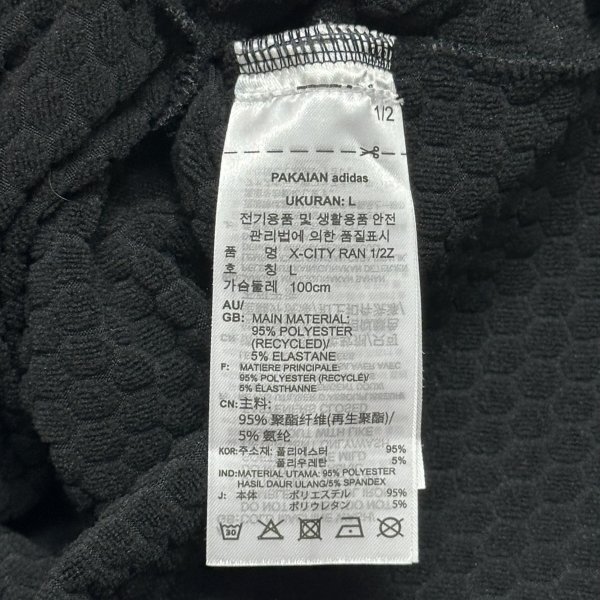 1/2
PAKAIAN adidas
UKURAN: L
전기용품 및 생활용품 안전
관리법에 의한 품질표시
품 명 X-CITY RAN 1/2Z
호 칭 L
가슴둘레 100cm
AU/
GB: MAIN MATERIAL:
95% POLYESTER
(RECYCLED)/
5% ELASTANE
F: MATIERE PRINCIPALE:
95% POLYESTER (RECYCLÉ)/
5% ÉLASTHANNE
CN: 主料:
95% 聚酯纤维(再生聚酯)/
5% 氨纶
KOR: 주소재: 폴리에스터 95%
폴리우레탄 5%
IND: MATERIAL UTAMA: 95% POLYESTER
HASIL DAUR ULANG/5% SPANDEX
J: 本体 ポリエステル 95%
ポリウレタン 5%
30